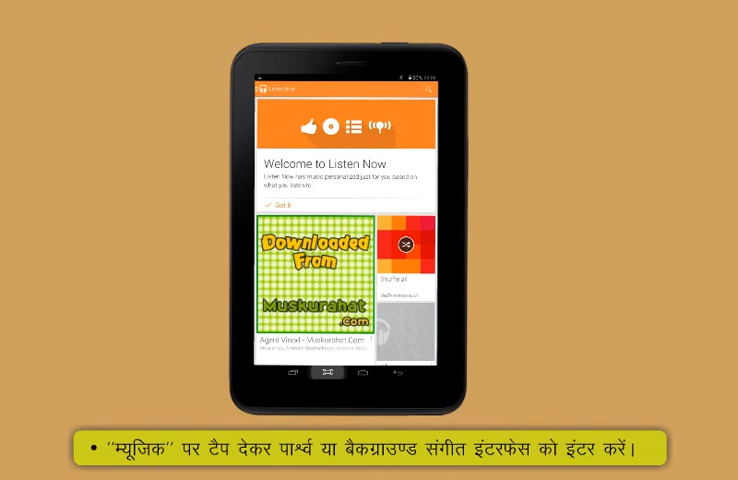 Listen Now
Welcome to Listen Now
Listen Now has music personalized just for you based on
what you listen to.
Got it
Downloaded
From
Muskurahat
.Com
Shuffle all
Agent Vinod - Muskurahat.Com
• "म्यूजिक" पर टैप देकर पार्श्व या बैकग्राउण्ड संगीत इंटरफेस को इंटर करें।